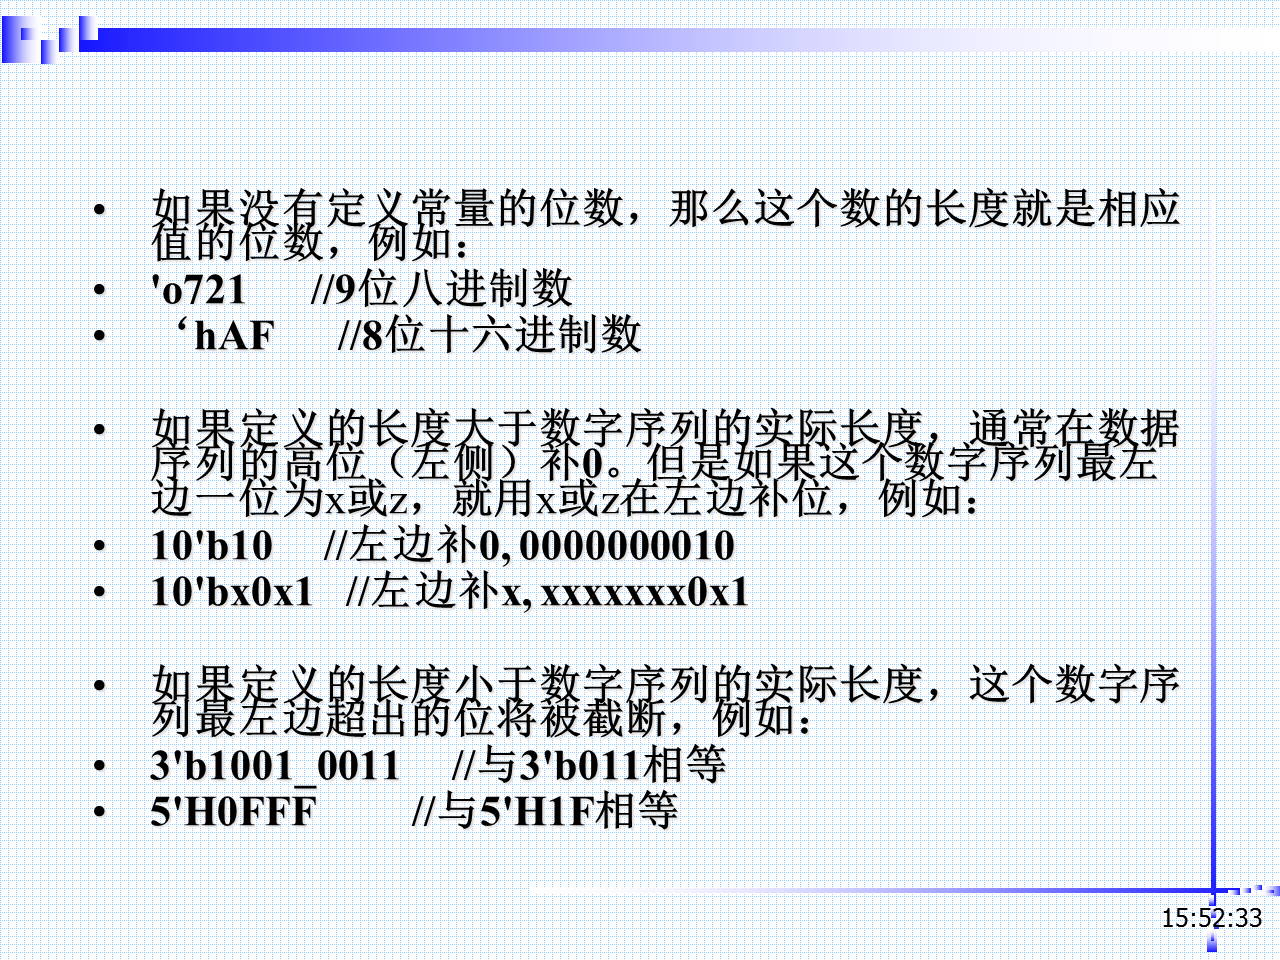 • 如果没有定义常量的位数，那么这个数的长度就是相应
值的位数，例如：
• 'o721 //9位八进制数
• ‘hAF //8位十六进制数
• 如果定义的长度大于数字序列的实际长度，通常在数据
序列的高位（左侧）补0。但是如果这个数字序列最左
边一位为x或z，就用x或z在左边补位，例如：
• 10'b10 //左边补0, 0000000010
• 10'bx0x1 //左边补x, xxxxxxx0x1
• 如果定义的长度小于数字序列的实际长度，这个数字序
列最左边超出的位将被截断，例如：
• 3'b1001_0011 //与3'b011相等
• 5'H0FFF //与5'H1F相等
15:52:33